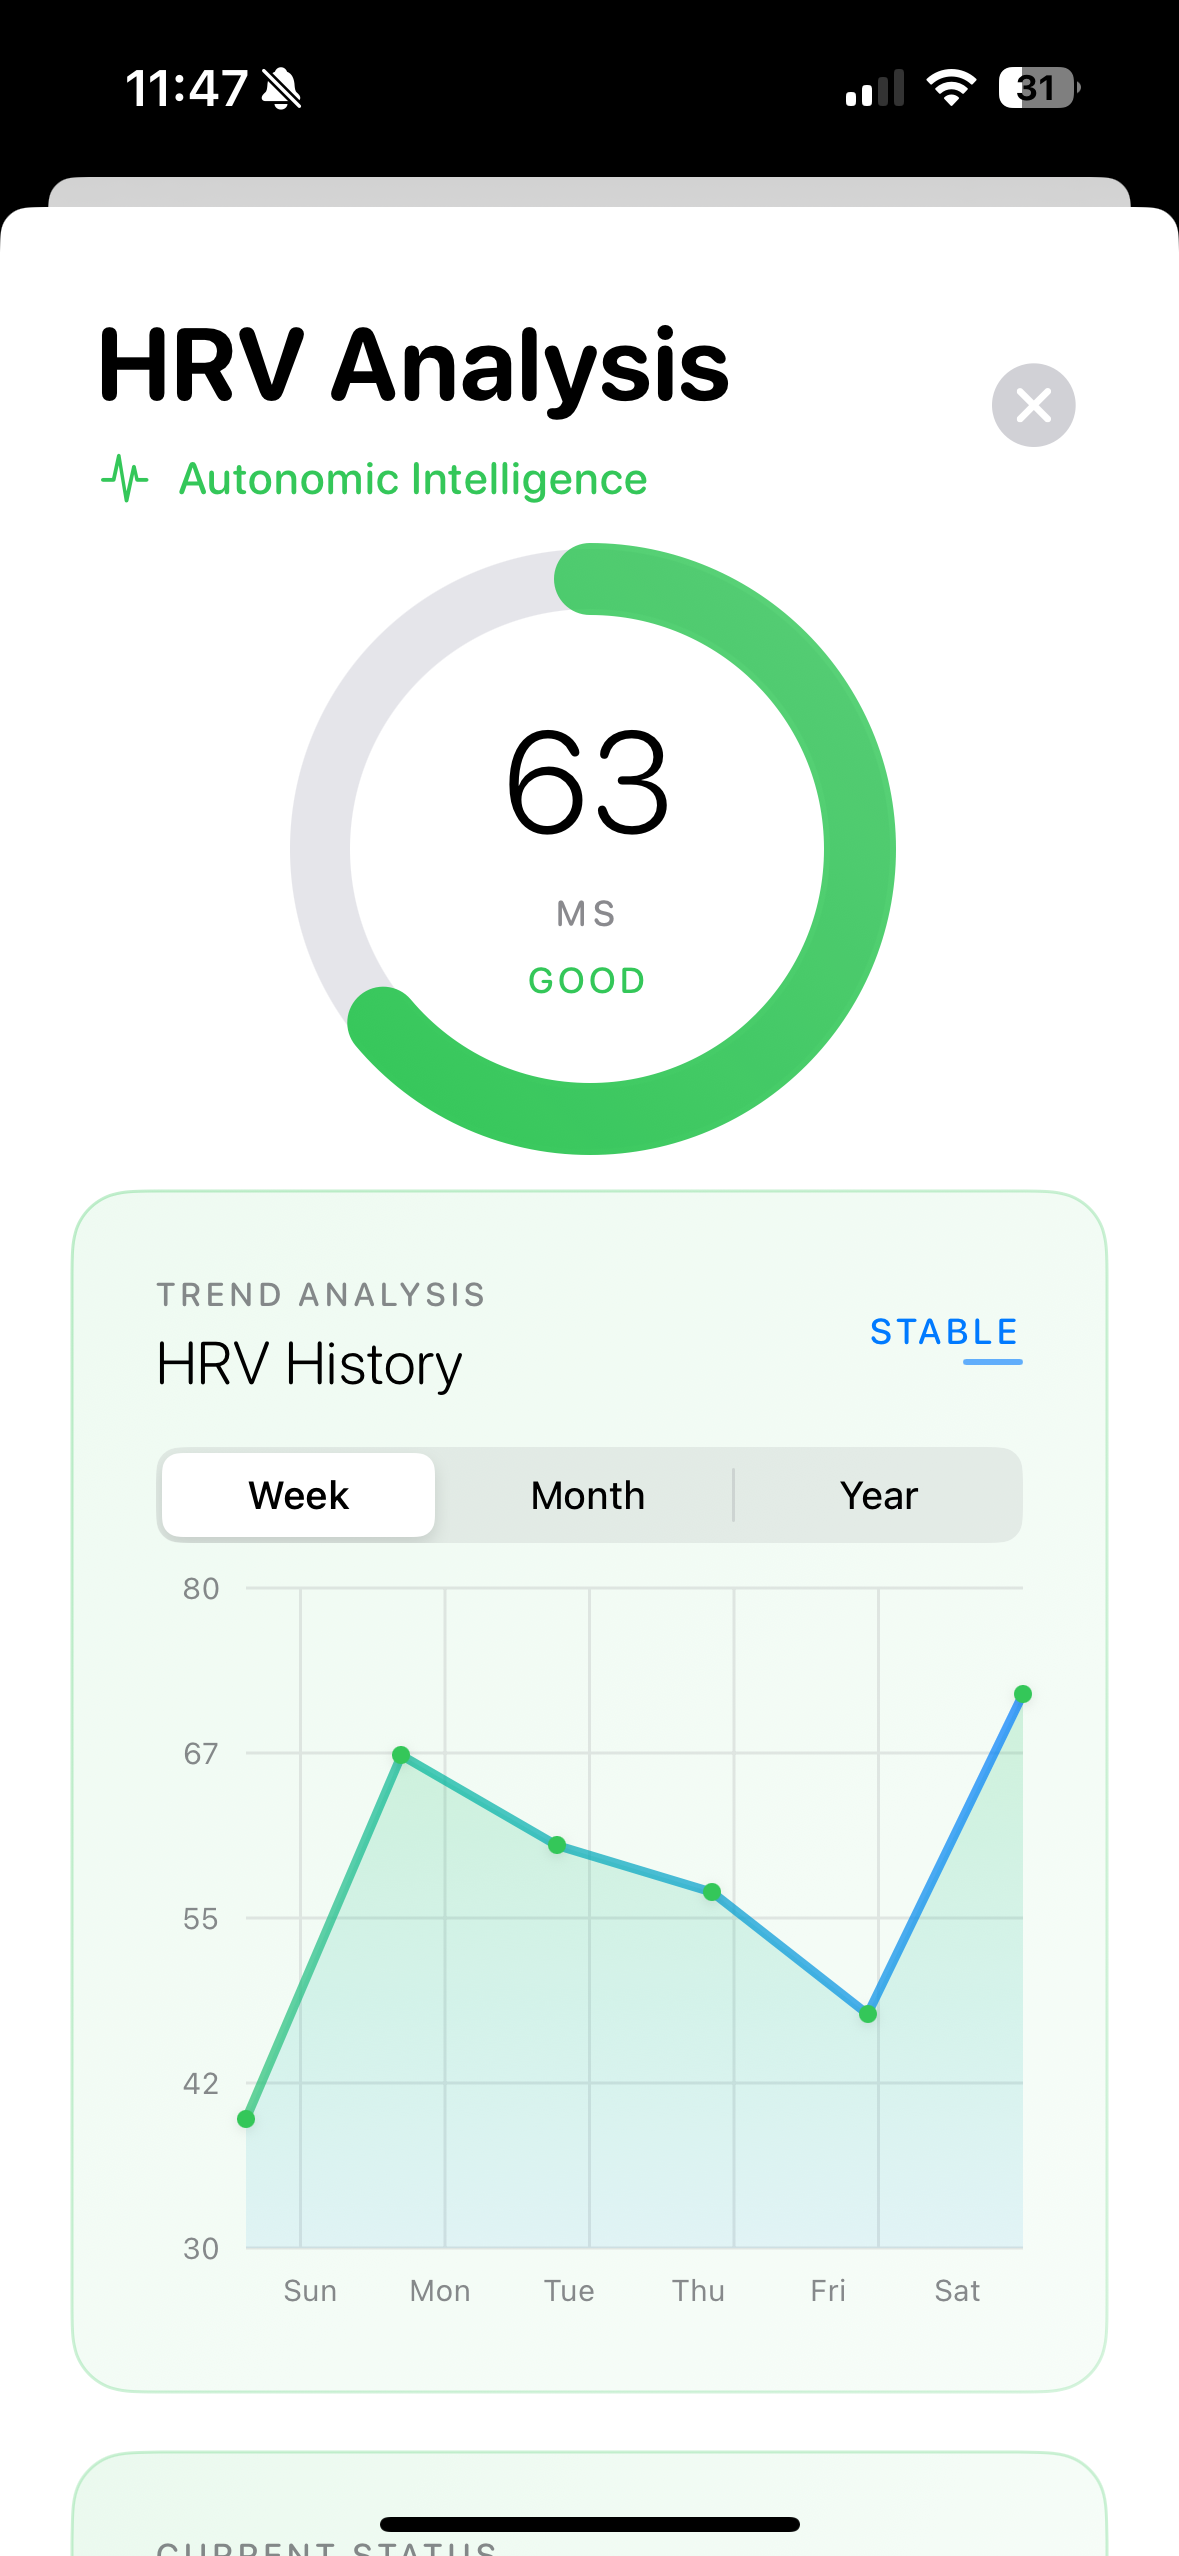 11:47
31
HRV Analysis
Autonomic Intelligence
63
MS
GOOD
TREND ANALYSIS
HRV History
STABLE
Week Month Year
80
67
55
42
30
Sun Mon Tue Thu Fri Sat
CURRENT STATUS